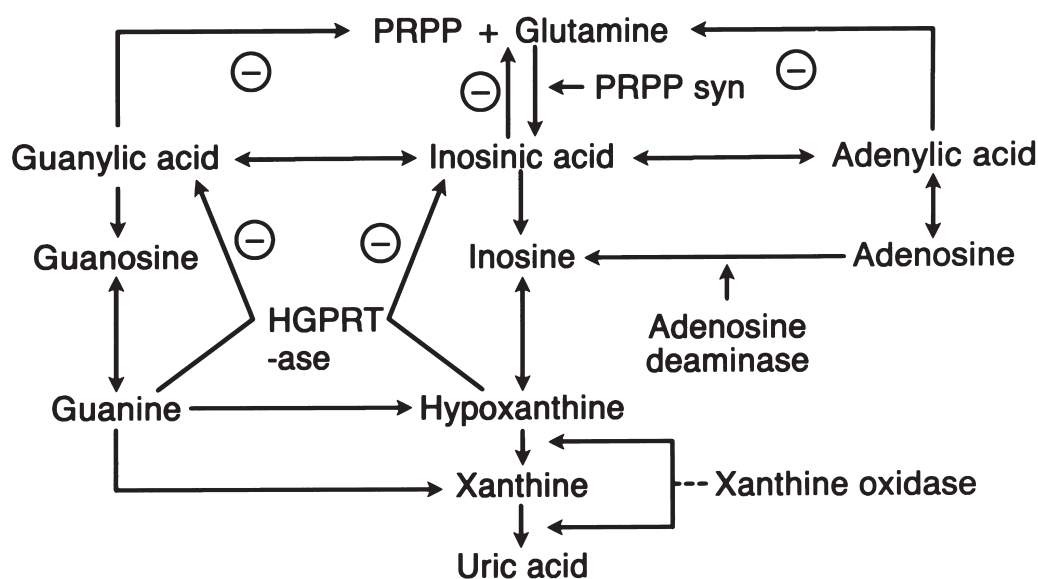 PRPP + Glutamine
−
−
−
PRPP syn
Guanylic acid
Inosinic acid
Adenylic acid
−
−
Guanosine
Inosine
Adenosine
HGPRT
-ase
Adenosine
deaminase
Guanine
Hypoxanthine
Xanthine
Xanthine oxidase
Uric acid